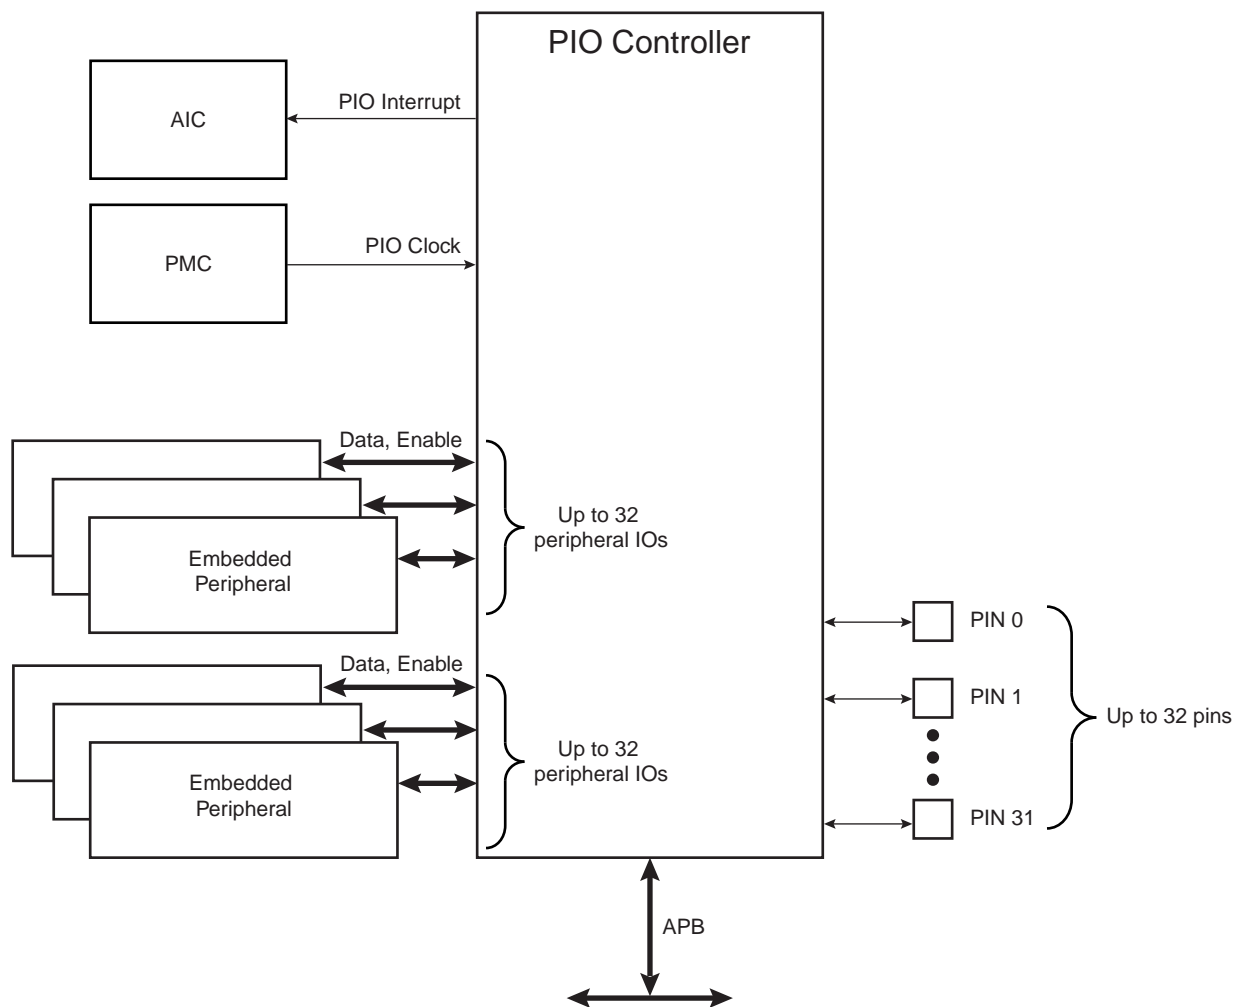 PIO Controller
AIC
PIO Interrupt
PMC
PIO Clock
Data, Enable
Up to 32
peripheral IOs
Embedded
Peripheral
PIN 0
Data, Enable
PIN 1
Up to 32 pins
Up to 32
peripheral IOs
Embedded
Peripheral
PIN 31
APB